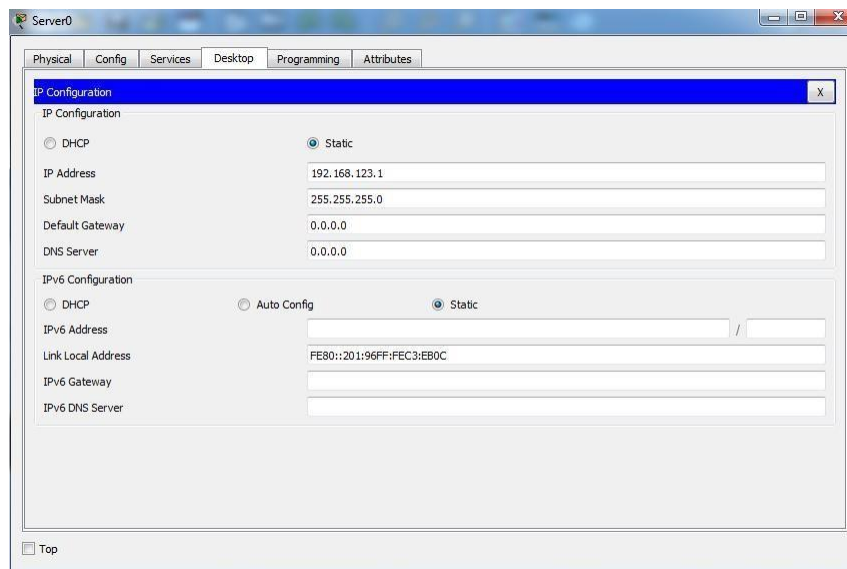 Server0
Physical Config Services Desktop Programming Attributes
IP Configuration X
IP Configuration
DHCP Static
IP Address 192.168.123.1
Subnet Mask 255.255.255.0
Default Gateway 0.0.0.0
DNS Server 0.0.0.0
IPv6 Configuration
DHCP Auto Config Static
IPv6 Address /
Link Local Address FE80::201:96FF:FEC3:EB0C
IPv6 Gateway
IPv6 DNS Server
Top